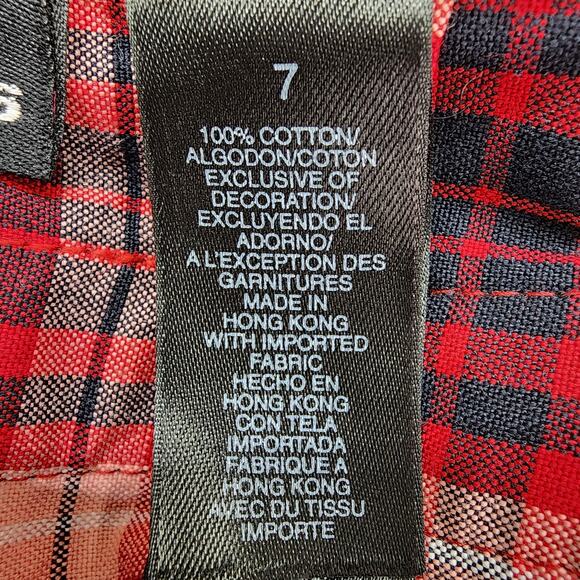 7
100% COTTON/
ALGODON/COTON
EXCLUSIVE OF
DECORATION/
EXCLUYENDO EL
ADORNO/
A L'EXCEPTION DES
GARNITURES
MADE IN
HONG KONG
WITH IMPORTED
FABRIC
HECHO EN
HONG KONG
CON TELA
IMPORTADA
FABRIQUE A
HONG KONG
AVEC DU TISSU
IMPORTE